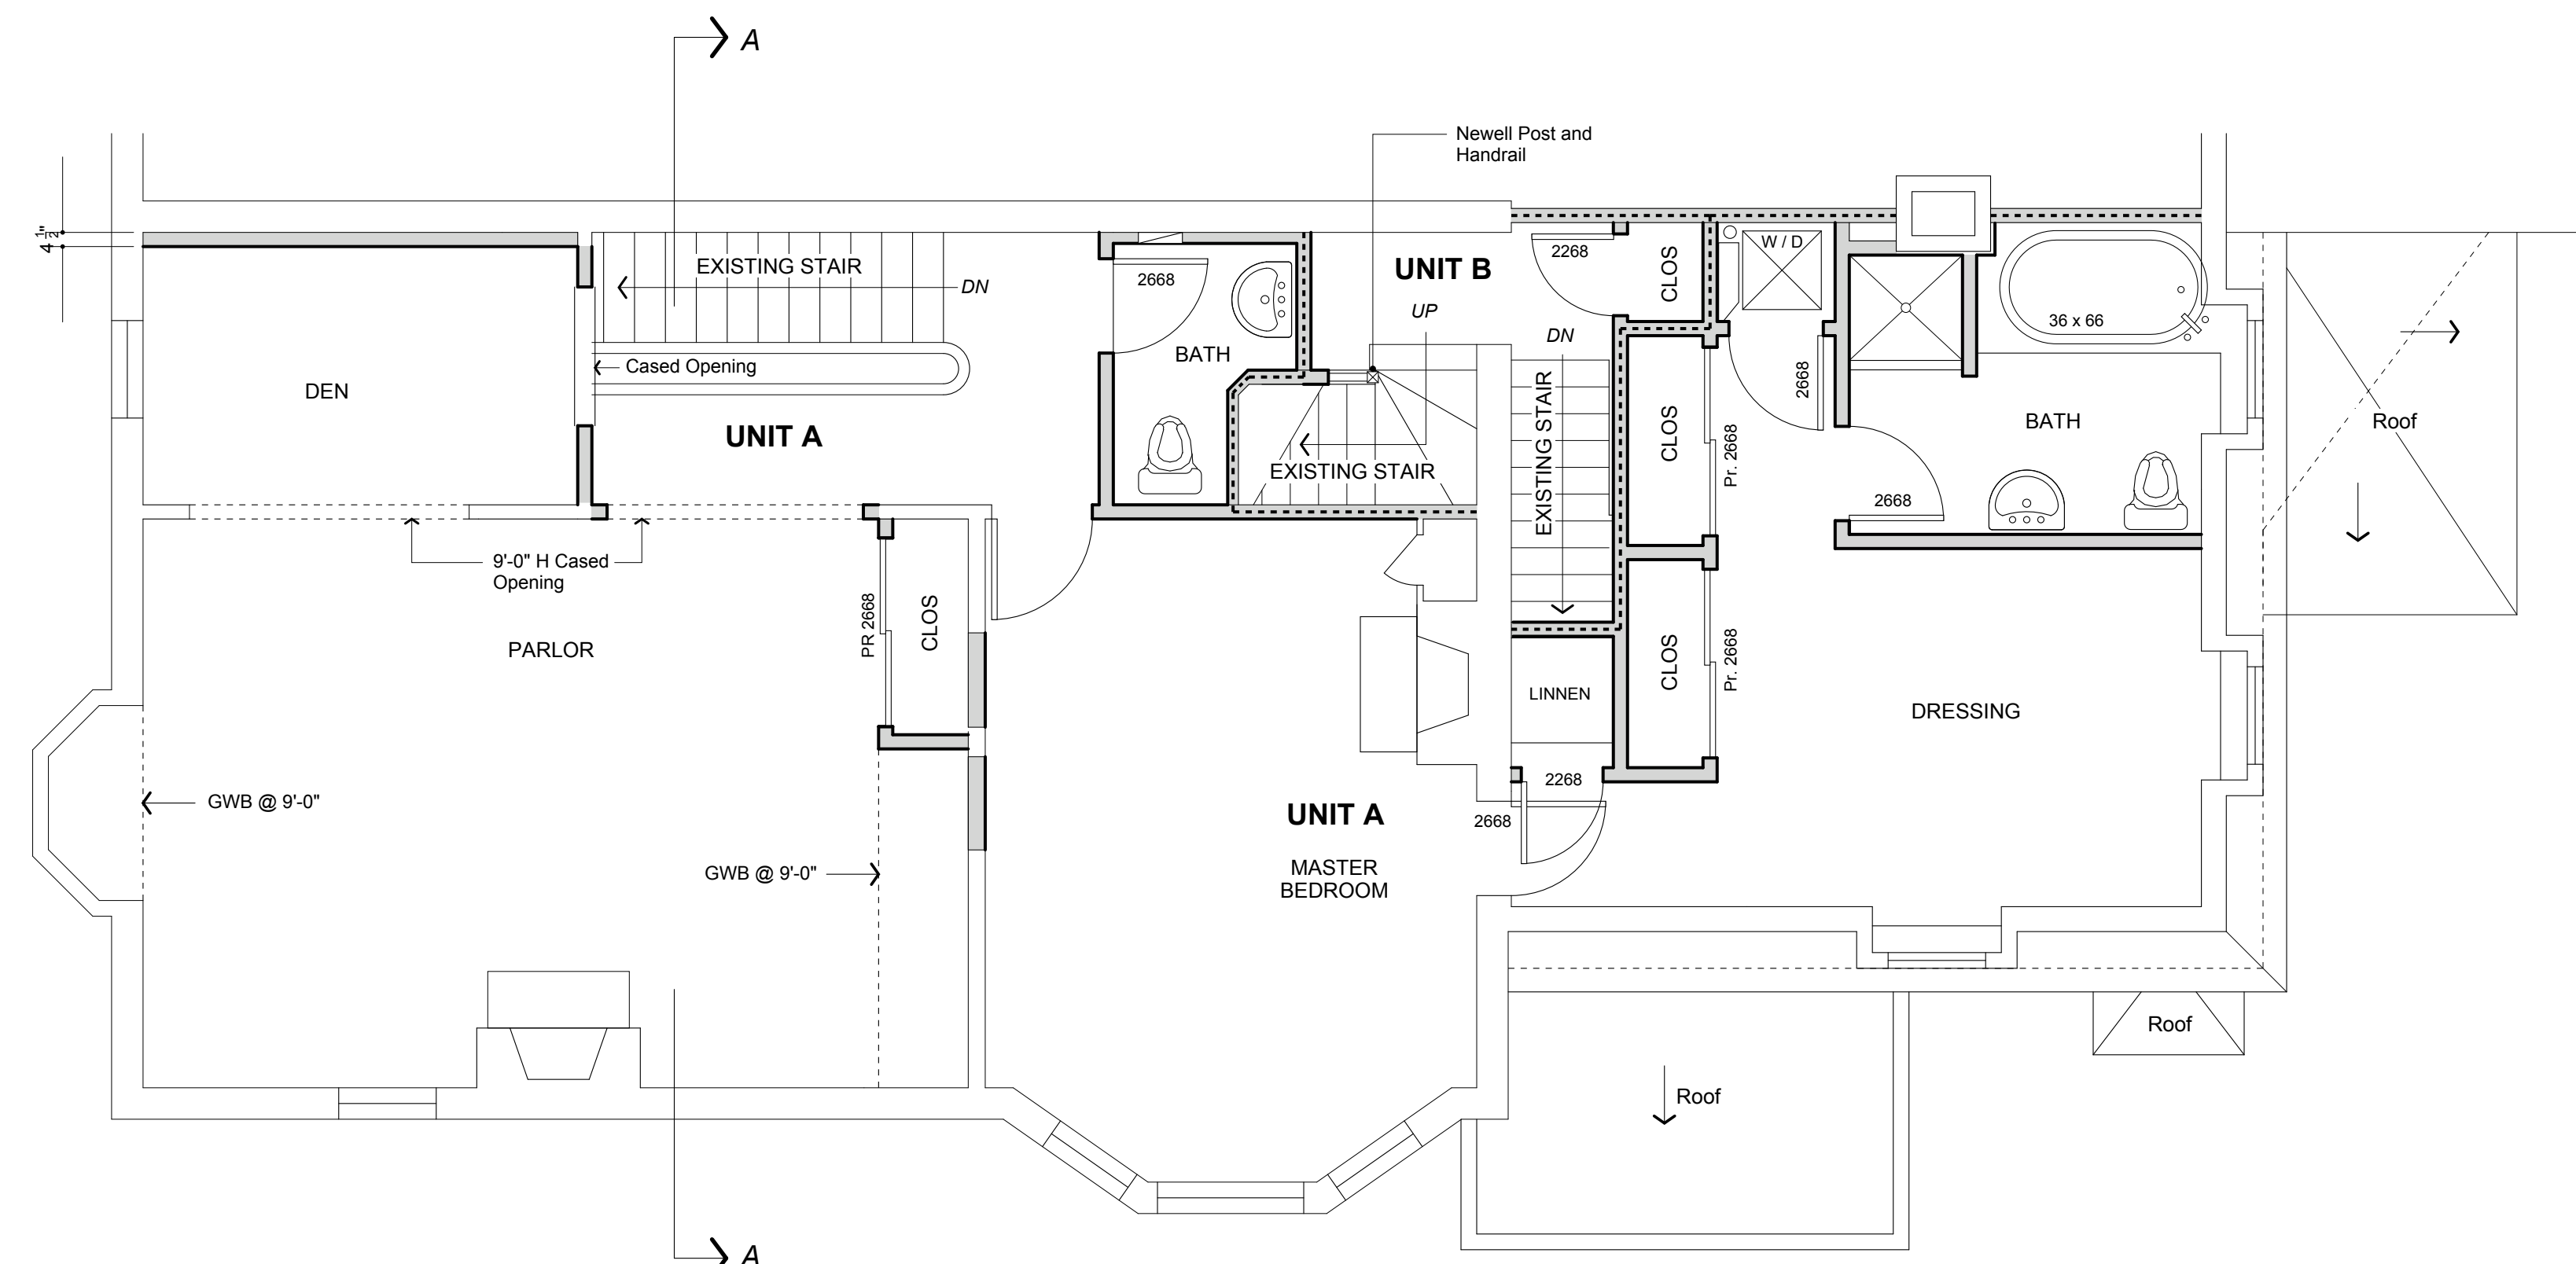 A
Newell Post and
Handrail
4 1/2"
EXISTING STAIR
DN
2668
UNIT B
UP
2268
CLOS
W / D
DN
36 x 66
BATH
Cased Opening
DEN
UNIT A
EXISTING STAIR
EXISTING STAIR
CLOS
Pr. 2668
2668
BATH
Roof
2668
9'-0" H Cased
Opening
PARLOR
PR 2668
CLOS
CLOS
Pr. 2668
LINNEN
DRESSING
2268
GWB @ 9'-0"
UNIT A
2668
GWB @ 9'-0"
MASTER
BEDROOM
Roof
Roof
A